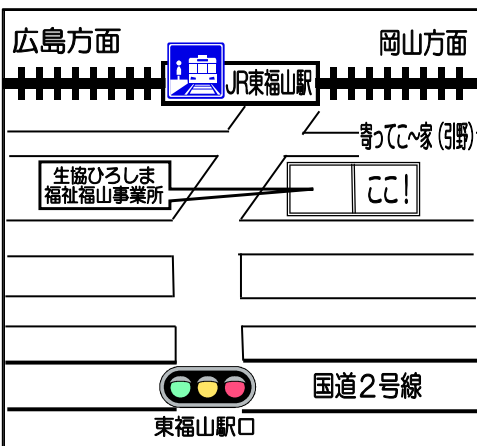 広島方面
岡山方面
JR東福山駅
寄ってこ～家(引野)
生協ひろしま
福祉福山事業所
ここ!
国道2号線
東福山駅口